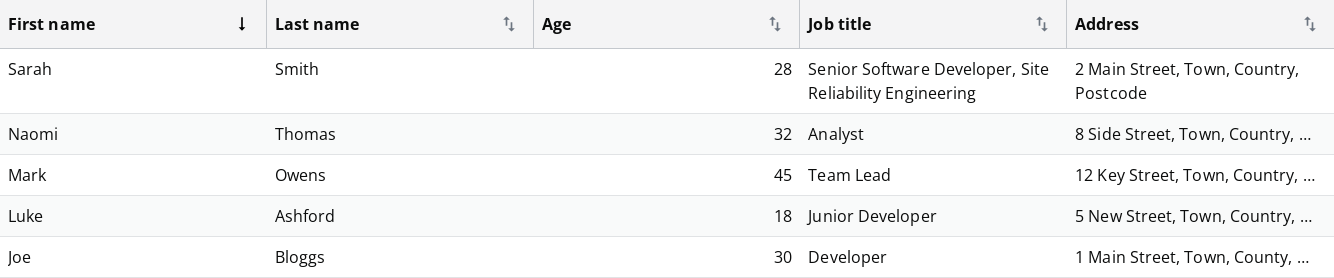 First name Last name Age Job title Address
Sarah Smith 28 Senior Software Developer, Site 2 Main Street, Town, Country,
Reliability Engineering Postcode
Naomi Thomas 32 Analyst 8 Side Street, Town, Country, ...
Mark Owens 45 Team Lead 12 Key Street, Town, Country, ...
Luke Ashford 18 Junior Developer 5 New Street, Town, Country, ...
Joe Bloggs 30 Developer 1 Main Street, Town, County, ...